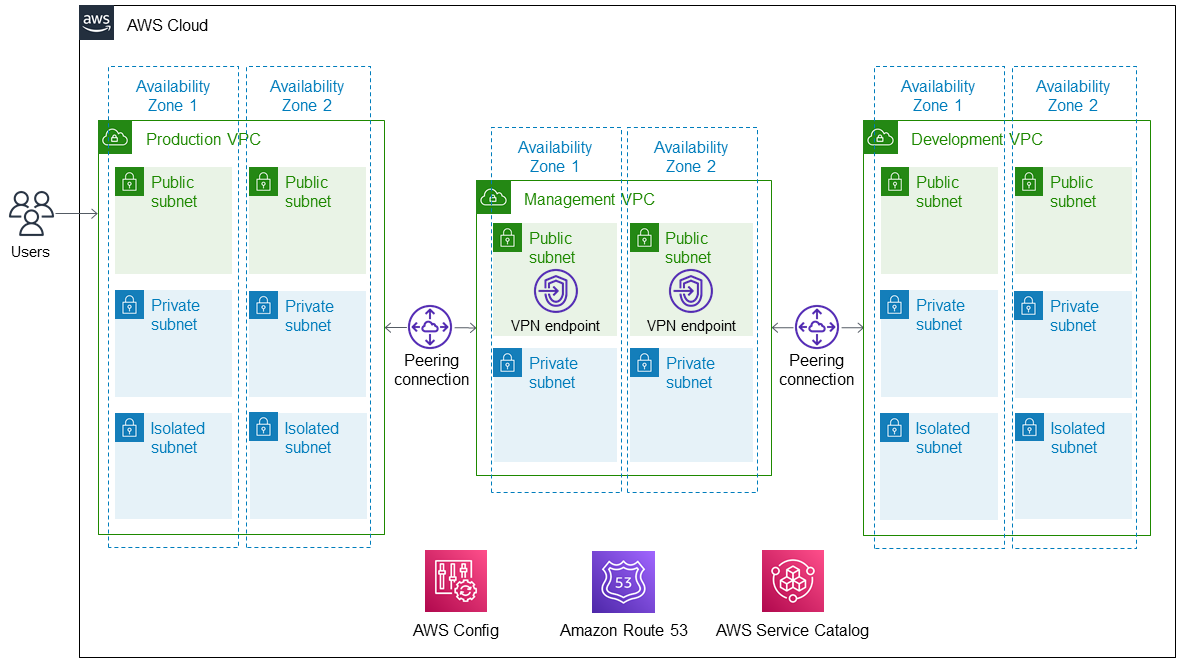 aws
AWS Cloud
Availability
Zone 1
Availability
Zone 2
Production VPC
Public
subnet
Public
subnet
Private
subnet
Private
subnet
Isolated
subnet
Isolated
subnet
Users
Peering
connection
Availability
Zone 1
Availability
Zone 2
Management VPC
Public
subnet
VPN endpoint
Public
subnet
VPN endpoint
Private
subnet
Private
subnet
Peering
connection
Availability
Zone 1
Availability
Zone 2
Development VPC
Public
subnet
Public
subnet
Private
subnet
Private
subnet
Isolated
subnet
Isolated
subnet
AWS Config
53
Amazon Route 53
AWS Service Catalog